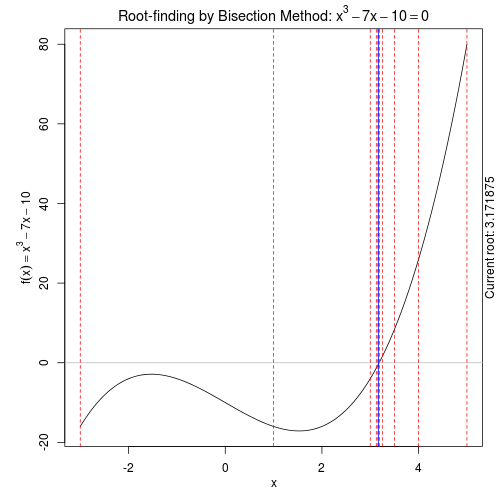 Root-finding by Bisection Method: x³ − 7x − 10 = 0
f(x) = x³ − 7x − 10
80
60
40
20
0
-20
-2
0
2
4
x
Current root: 3.171875